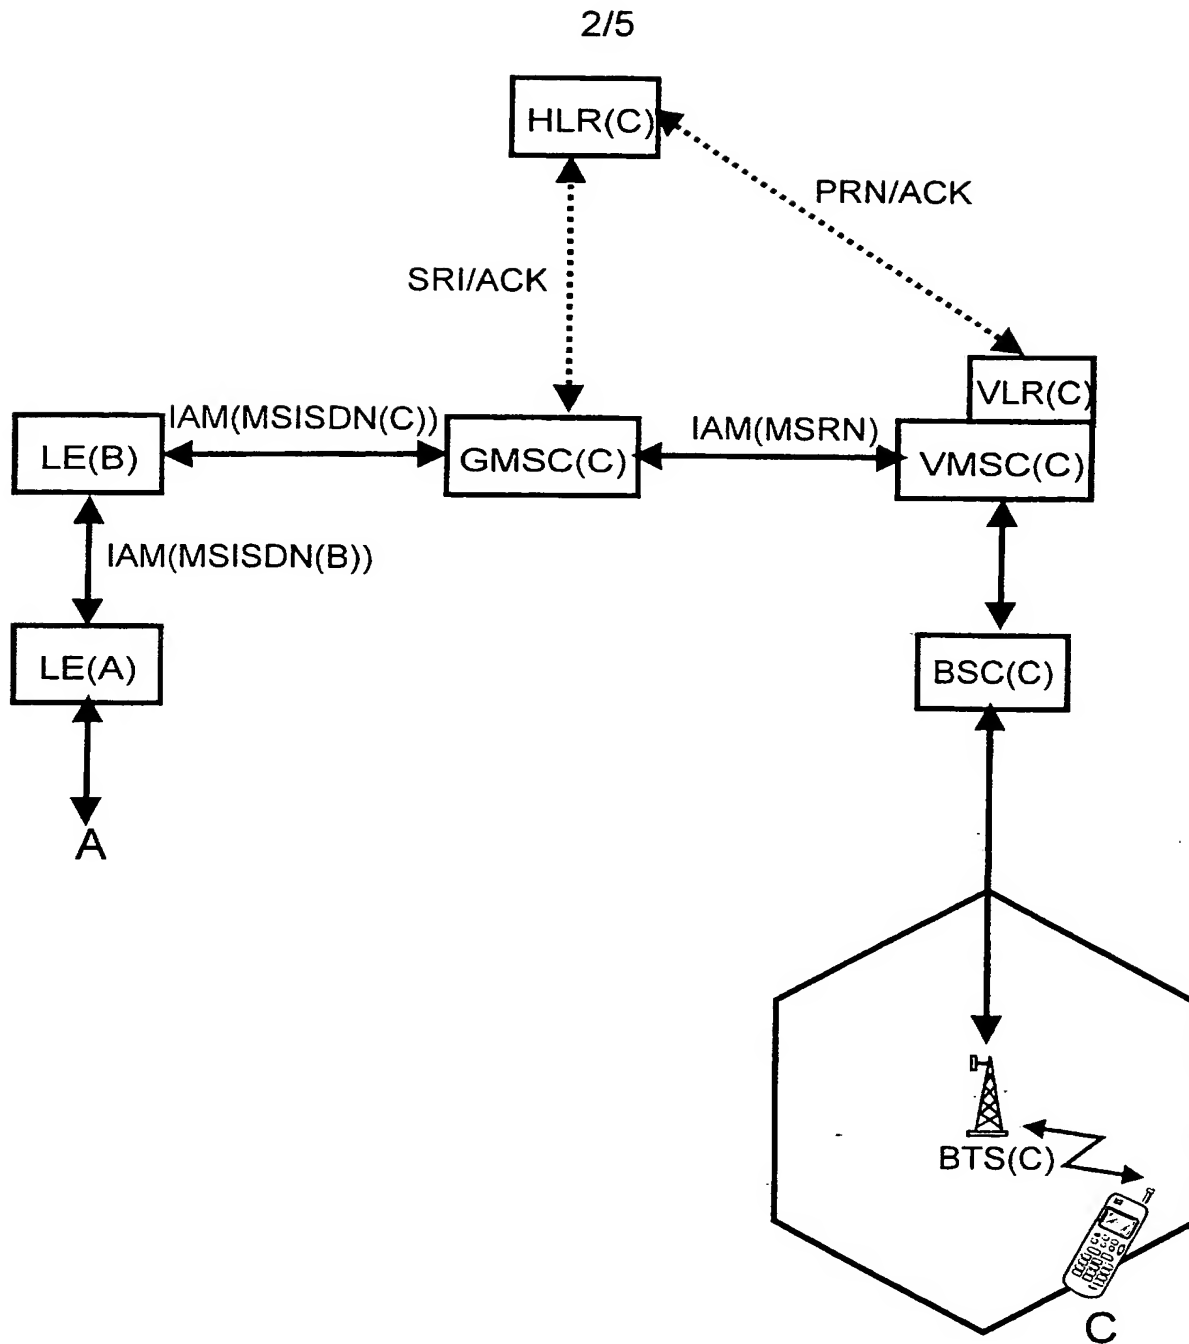 2/5
HLR(C)
PRN/ACK
SRI/ACK
VLR(C)
IAM(MSISDN(C))
IAM(MSRN)
LE(B)
GMSC(C)
VMSC(C)
IAM(MSISDN(B))
LE(A)
BSC(C)
A
BTS(C)
C